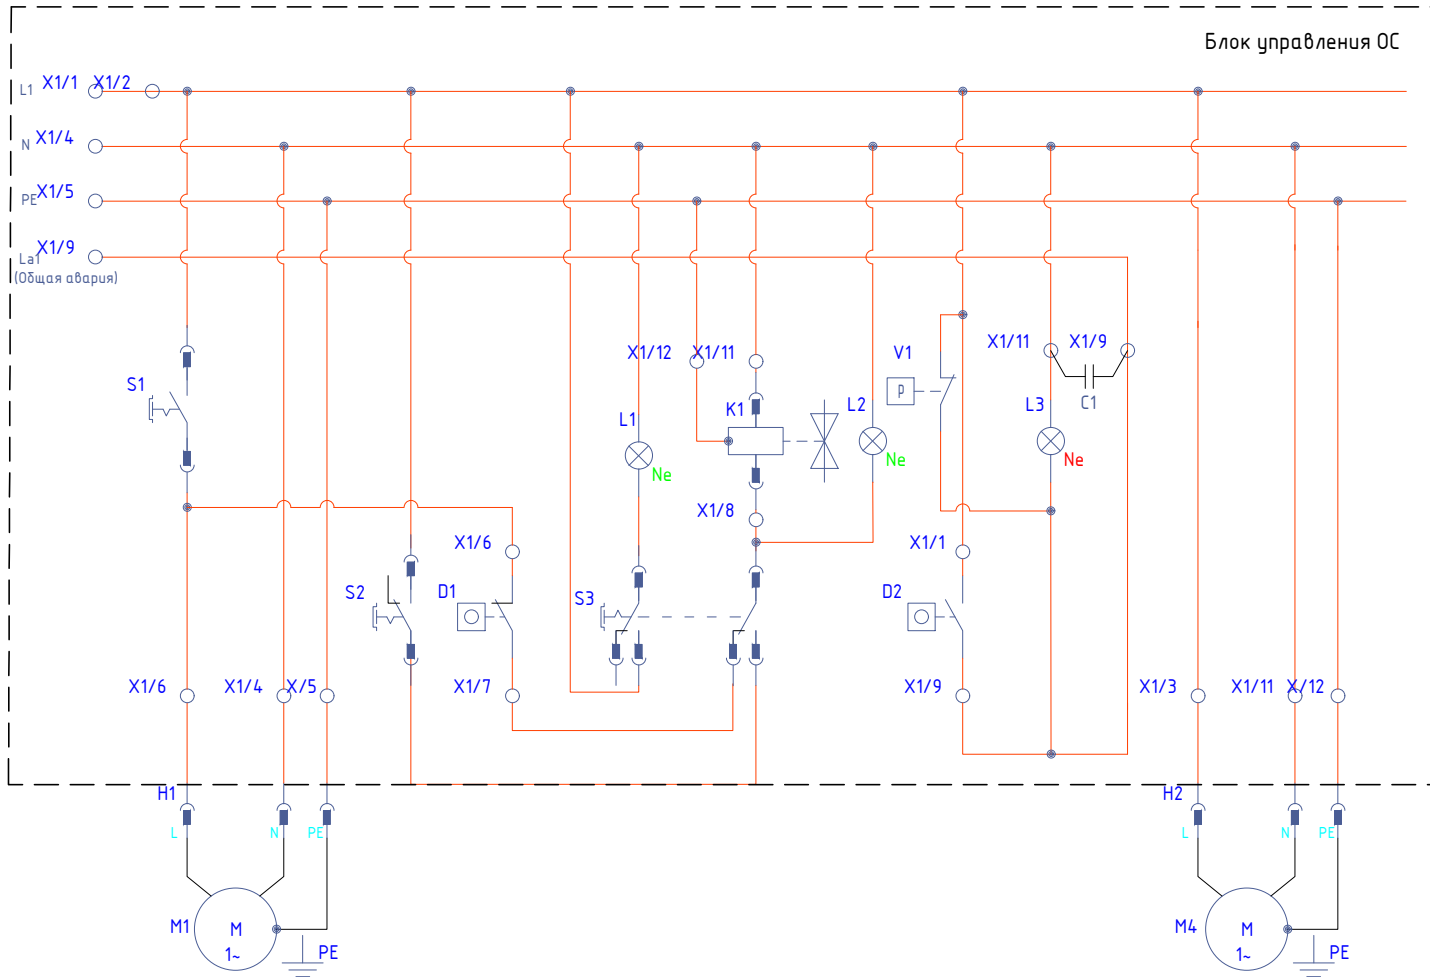 Блок управления ОС
L1 X1/1 X1/2
N X1/4
PE X1/5
X1/9
La1
(Общая авария)
X1/12 X1/11 V1 X1/11 X1/9
S1 P
L1 K1 L2 L3 C1
Ne Ne Ne
X1/8
X1/6 X1/1
S2 D1 S3 D2
X1/6 X1/4 X/5 X1/7 X1/9 X1/3 X1/11 X/12
H1 H2
L N PE L N PE
M1 M M4 M
1~ 1~
PE PE